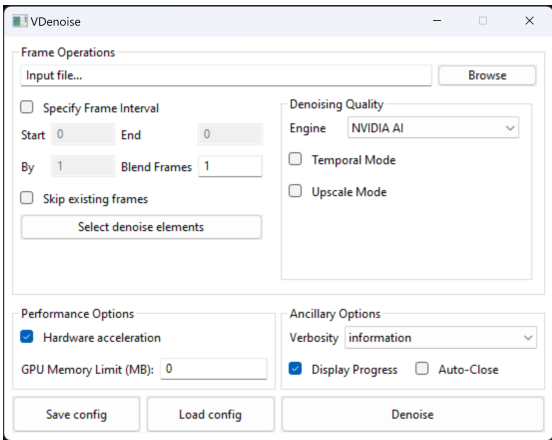 VDenoise
Frame Operations
Input file...
Browse
Specify Frame Interval
Start 0 End 0
By 1 Blend Frames 1
Skip existing frames
Select denoise elements
Denoising Quality
Engine NVIDIA AI
Temporal Mode
Upscale Mode
Performance Options
Hardware acceleration
GPU Memory Limit (MB): 0
Ancillary Options
Verbosity information
Display Progress Auto-Close
Save config Load config Denoise